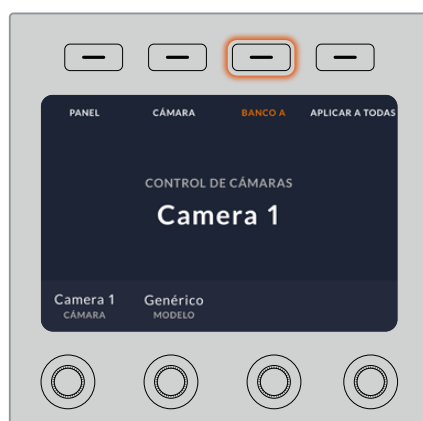 PANEL CÁMARA BANCO A APLICAR A TODAS
CONTROL DE CÁMARAS
Camera 1
Camera 1 Genérico
CÁMARA MODELO